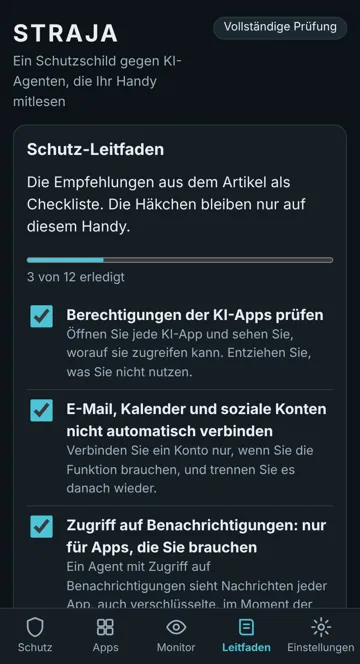 STRAJA
Vollständige Prüfung
Ein Schutzschild gegen KI-
Agenten, die Ihr Handy
mitlesen
Schutz-Leitfaden
Die Empfehlungen aus dem Artikel als
Checkliste. Die Häkchen bleiben nur auf
diesem Handy.
3 von 12 erledigt
Berechtigungen der KI-Apps prüfen
Öffnen Sie jede KI-App und sehen Sie,
worauf sie zugreifen kann. Entziehen Sie,
was Sie nicht nutzen.
E-Mail, Kalender und soziale Konten
nicht automatisch verbinden
Verbinden Sie ein Konto nur, wenn Sie die
Funktion brauchen, und trennen Sie es
danach wieder.
Zugriff auf Benachrichtigungen: nur
für Apps, die Sie brauchen
Ein Agent mit Zugriff auf
Benachrichtigungen sieht Nachrichten jeder
App, auch verschlüsselte, im Moment der
Schutz
Apps
Monitor
Leitfaden
Einstellungen